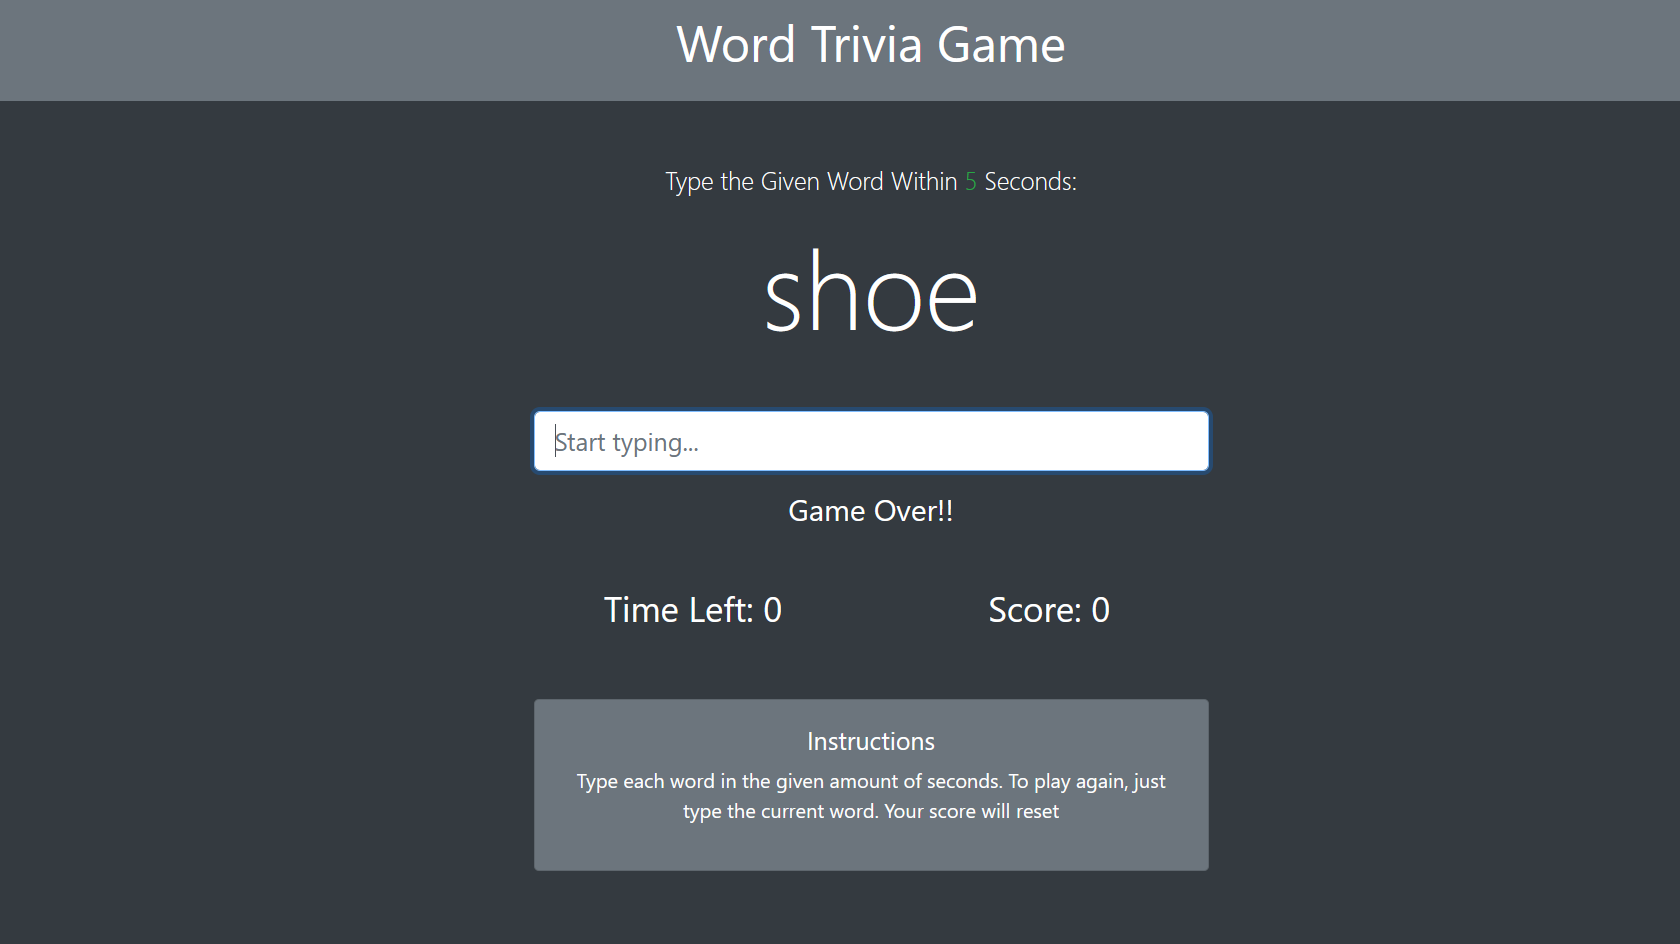 Word Trivia Game
Type the Given Word Within 5 Seconds:
shoe
Start typing...
Game Over!!
Time Left: 0
Score: 0
Instructions
Type each word in the given amount of seconds. To play again, just
type the current word. Your score will reset